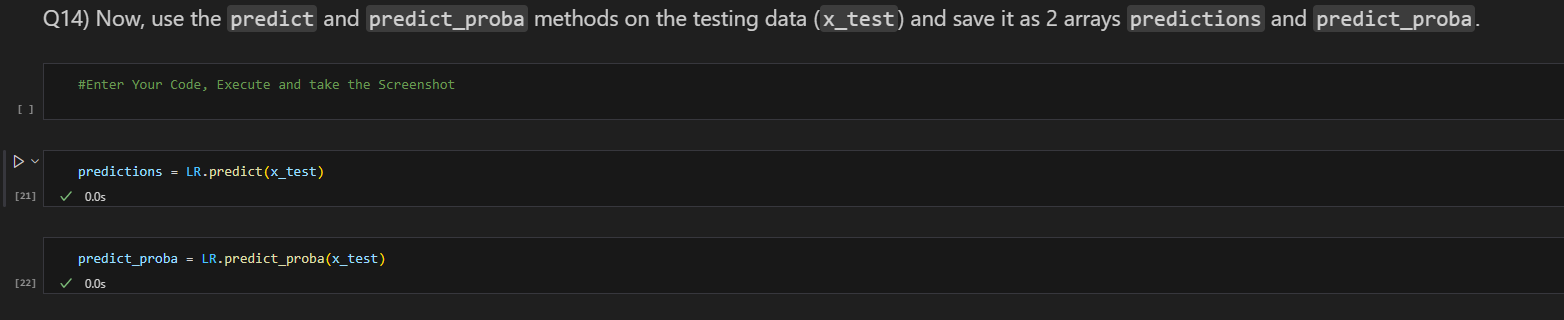 Q14) Now, use the predict and predict_proba methods on the testing data (x_test) and save it as 2 arrays predictions and predict_proba.
#Enter Your Code, Execute and take the Screenshot
[ ]
predictions = LR.predict(x_test)
[21] 0.0s
predict_proba = LR.predict_proba(x_test)
[22] 0.0s